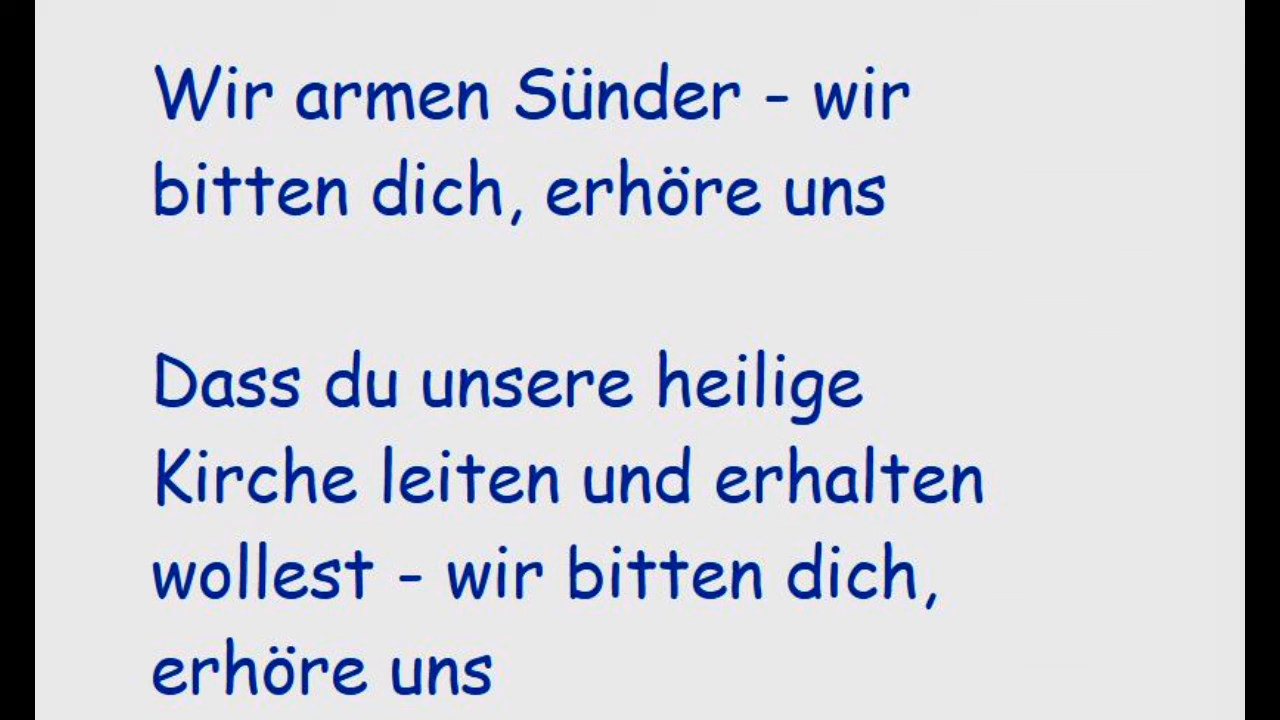 Wir armen Sünder - wir
bitten dich, erhöre uns
Dass du unsere heilige
Kirche leiten und erhalten
wollest - wir bitten dich,
erhöre uns